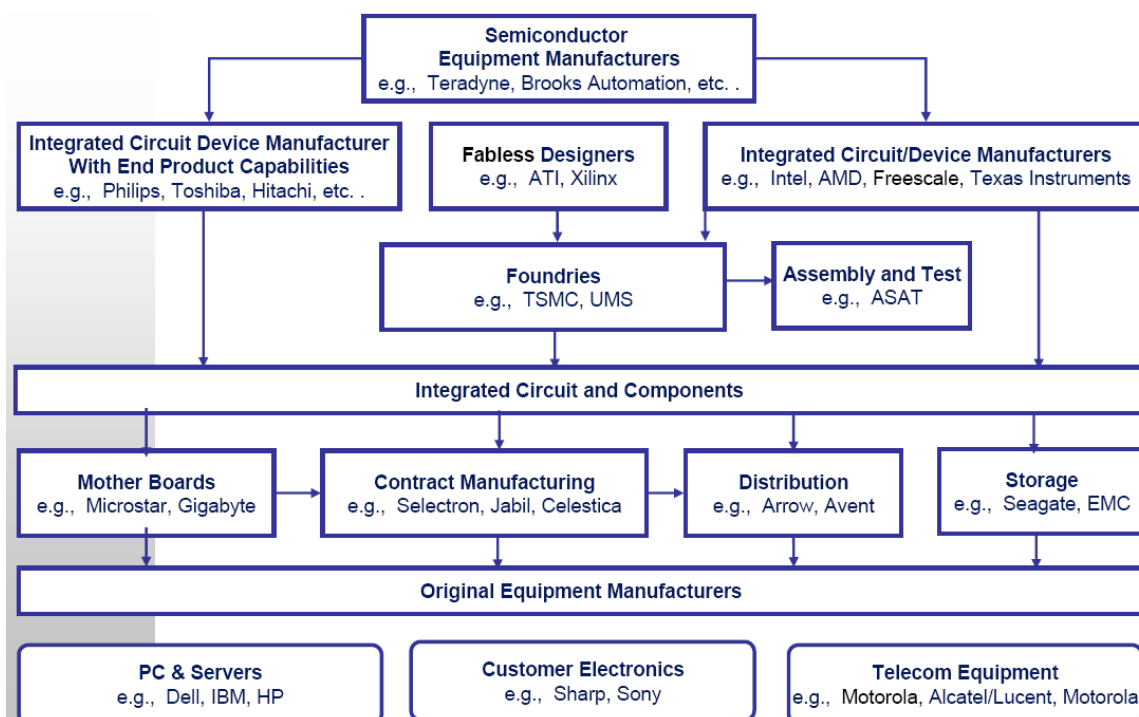 Semiconductor
Equipment Manufacturers
e.g., Teradyne, Brooks Automation, etc. .
Integrated Circuit Device Manufacturer
With End Product Capabilities
e.g., Philips, Toshiba, Hitachi, etc. .
Fabless Designers
e.g., ATI, Xilinx
Integrated Circuit/Device Manufacturers
e.g., Intel, AMD, Freescale, Texas Instruments
Foundries
e.g., TSMC, UMS
Assembly and Test
e.g., ASAT
Integrated Circuit and Components
Mother Boards
e.g., Microstar, Gigabyte
Contract Manufacturing
e.g., Selectron, Jabil, Celestica
Distribution
e.g., Arrow, Avent
Storage
e.g., Seagate, EMC
Original Equipment Manufacturers
PC & Servers
e.g., Dell, IBM, HP
Customer Electronics
e.g., Sharp, Sony
Telecom Equipment
e.g., Motorola, Alcatel/Lucent, Motorola